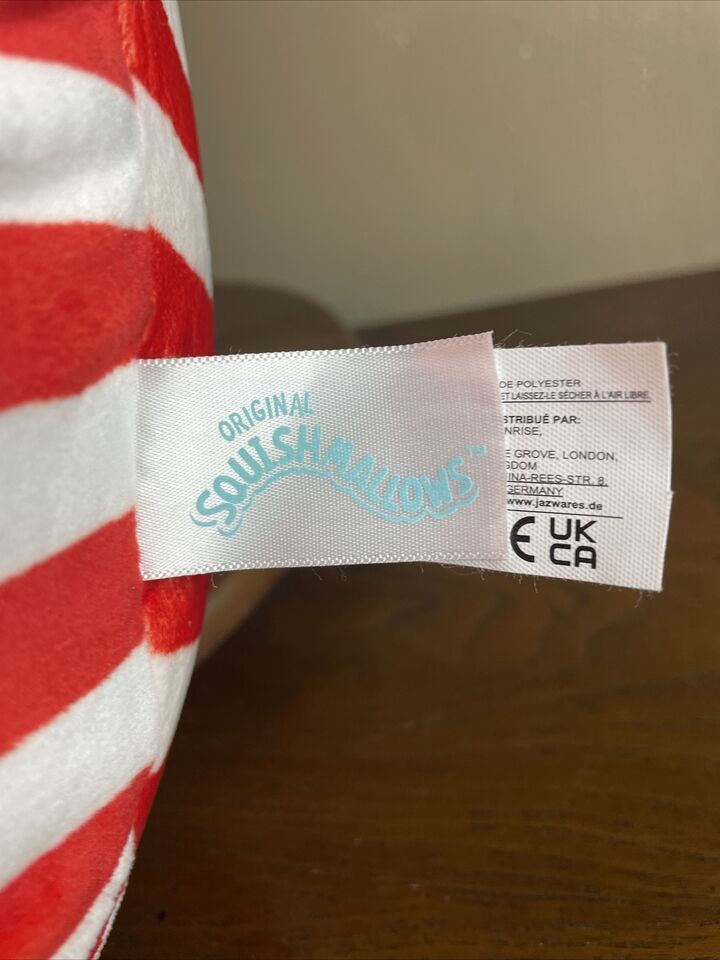 ORIGINAL
SQUISHMALLOWS™
DE POLYESTER
ET LAISSEZ-LE SÉCHER À L'AIR LIBRE.
STRIBUÉ PAR:
NRISE,
E GROVE, LONDON,
GDOM
INA-REES-STR. 8,
GERMANY
www.jazwares.de
CE UK
CA